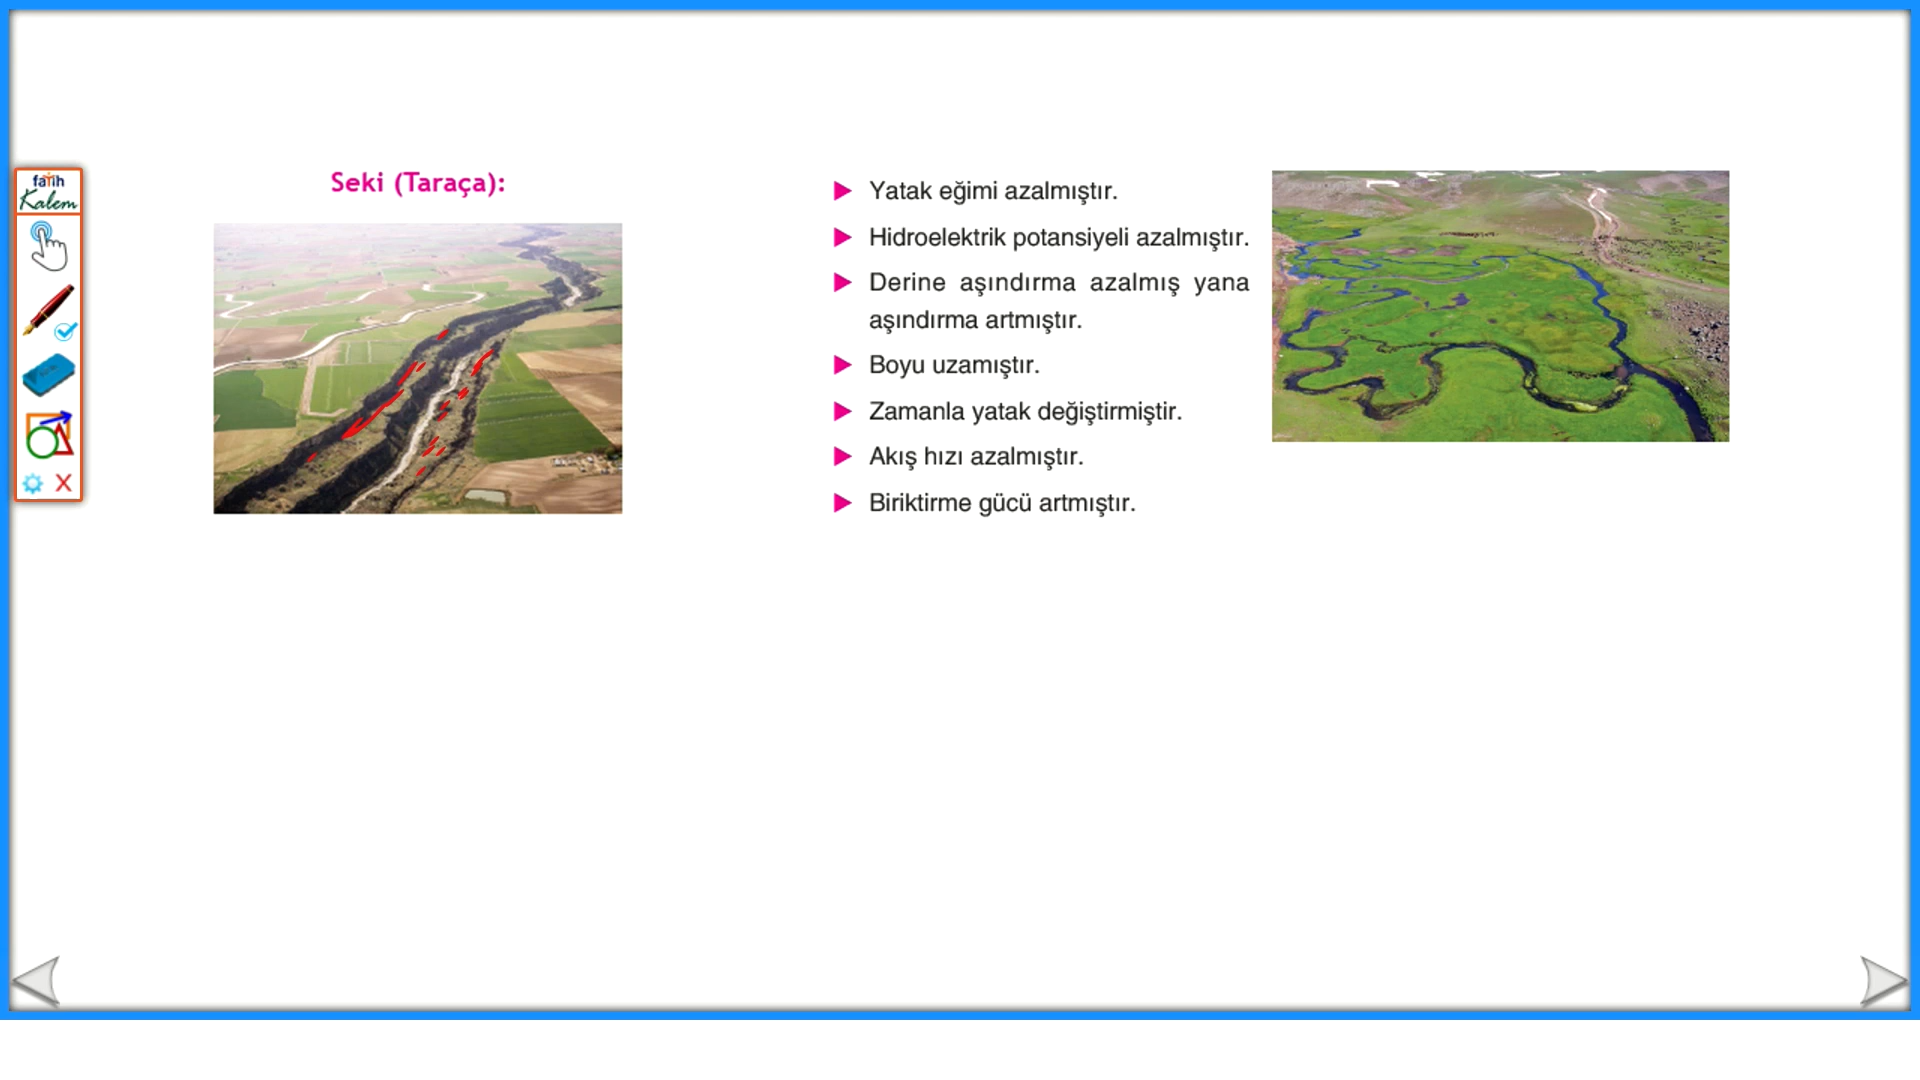 fatih
Kalem
Seki (Taraça):
Yatak eğimi azalmıştır.
Hidroelektrik potansiyeli azalmıştır.
Derine aşındırma azalmış yana
aşındırma artmıştır.
Boyu uzamıştır.
Zamanla yatak değiştirmiştir.
Akış hızı azalmıştır.
Biriktirme gücü artmıştır.